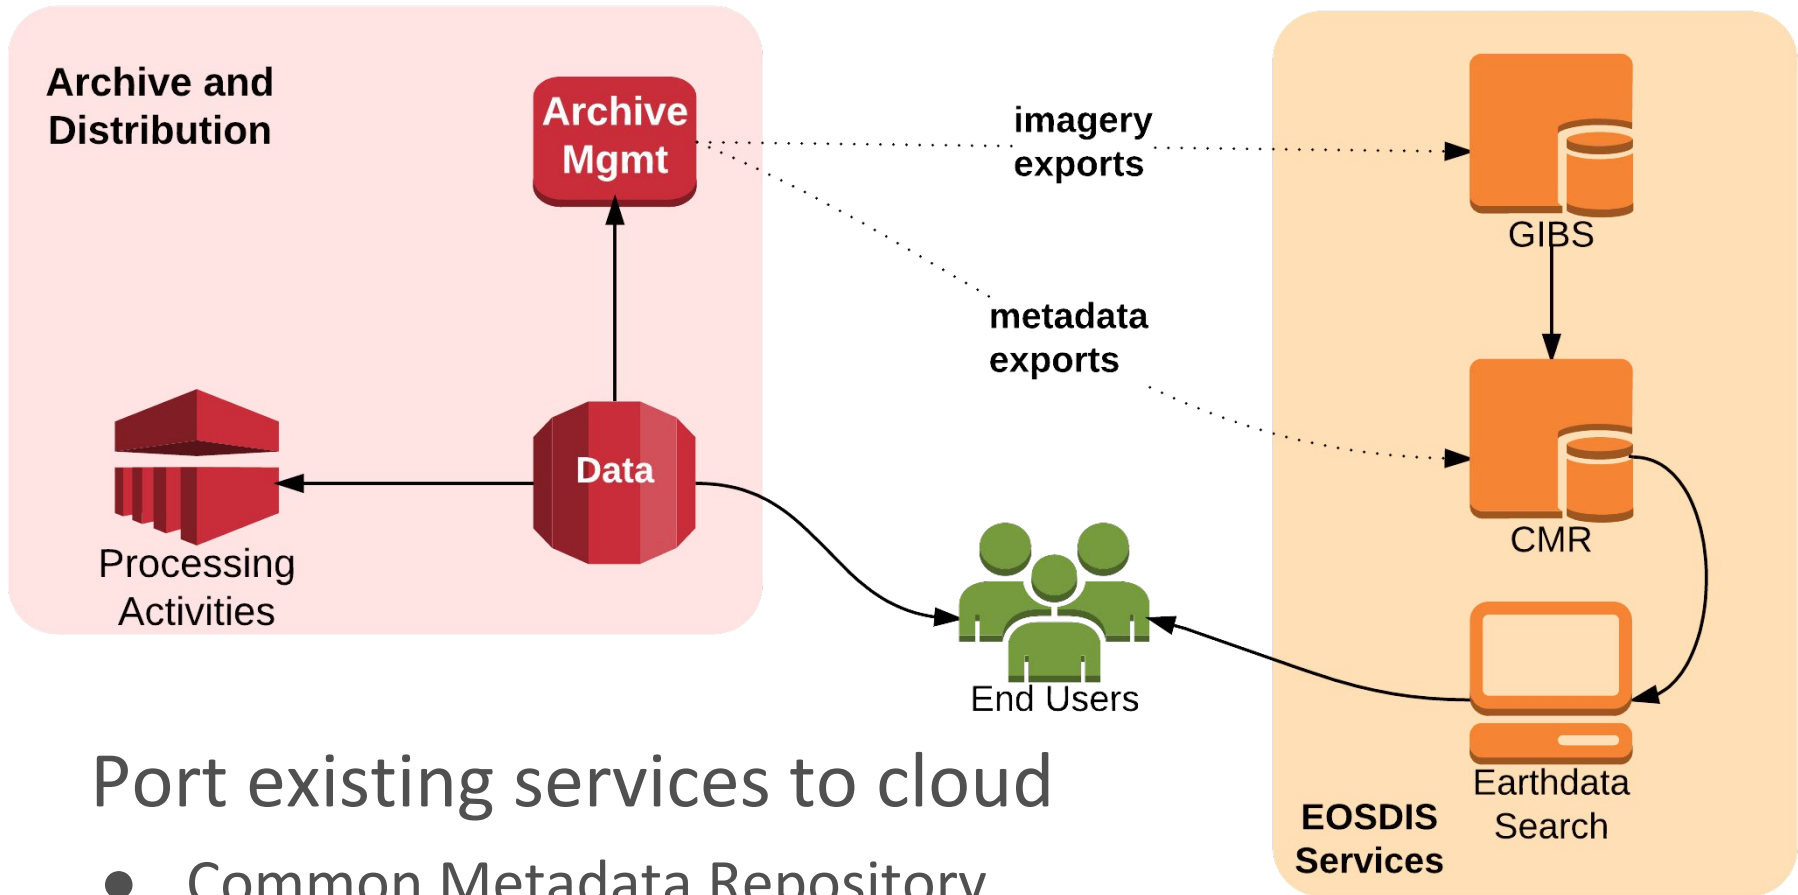 Archive and
Distribution
Archive
Mgmt
imagery
exports
GIBS
metadata
exports
Data
CMR
Processing
Activities
End Users
Earthdata
Search
EOSDIS
Services
Port existing services to cloud
● Common Metadata Repository